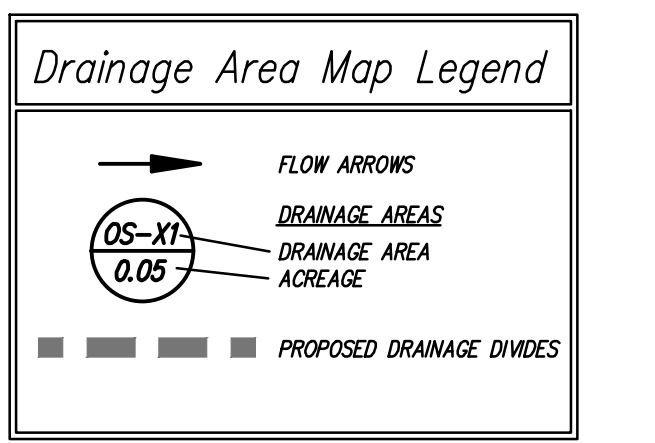 Drainage Area Map Legend
FLOW ARROWS
DRAINAGE AREAS
OS-X1
DRAINAGE AREA
0.05
ACREAGE
PROPOSED DRAINAGE DIVIDES